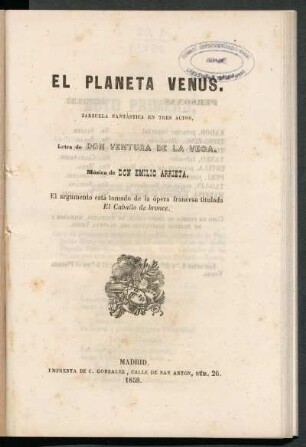 EL PLANETA VENUS.
ZARZUELA FANTÁSTICA EN TRES ACTOS,
Letra de DON VENTURA DE LA VEGA.
Música de DON EMILIO ARRIETA.
El argumento está tomado de la ópera francesa titulada
El Caballo de bronce.
MADRID.
IMPRENTA DE C. GONZALEZ, CALLE DE SAN ANTON, NÚM. 26.
1858.